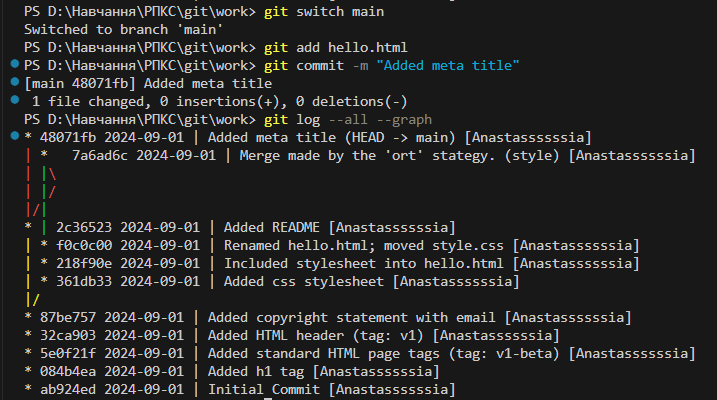 PS D:\Навчання\РПКС\git\work> git switch main
Switched to branch 'main'
PS D:\Навчання\РПКС\git\work> git add hello.html
PS D:\Навчання\РПКС\git\work> git commit -m "Added meta title"
[main 48071fb] Added meta title
 1 file changed, 0 insertions(+), 0 deletions(-)
PS D:\Навчання\РПКС\git\work> git log --all --graph
* 48071fb 2024-09-01 | Added meta title (HEAD -> main) [Anastassssssia]
| *   7a6ad6c 2024-09-01 | Merge made by the 'ort' stategy. (style) [Anastassssssia]
| |\
| |/
|/|
* | 2c36523 2024-09-01 | Added README [Anastassssssia]
| * f0c0c00 2024-09-01 | Renamed hello.html; moved style.css [Anastassssssia]
| * 218f90e 2024-09-01 | Included stylesheet into hello.html [Anastassssssia]
| * 361db33 2024-09-01 | Added css stylesheet [Anastassssssia]
|/
* 87be757 2024-09-01 | Added copyright statement with email [Anastassssssia]
* 32ca903 2024-09-01 | Added HTML header (tag: v1) [Anastassssssia]
* 5e0f21f 2024-09-01 | Added standard HTML page tags (tag: v1-beta) [Anastassssssia]
* 084b4ea 2024-09-01 | Added h1 tag [Anastassssssia]
* ab924ed 2024-09-01 | Initial Commit [Anastassssssia]